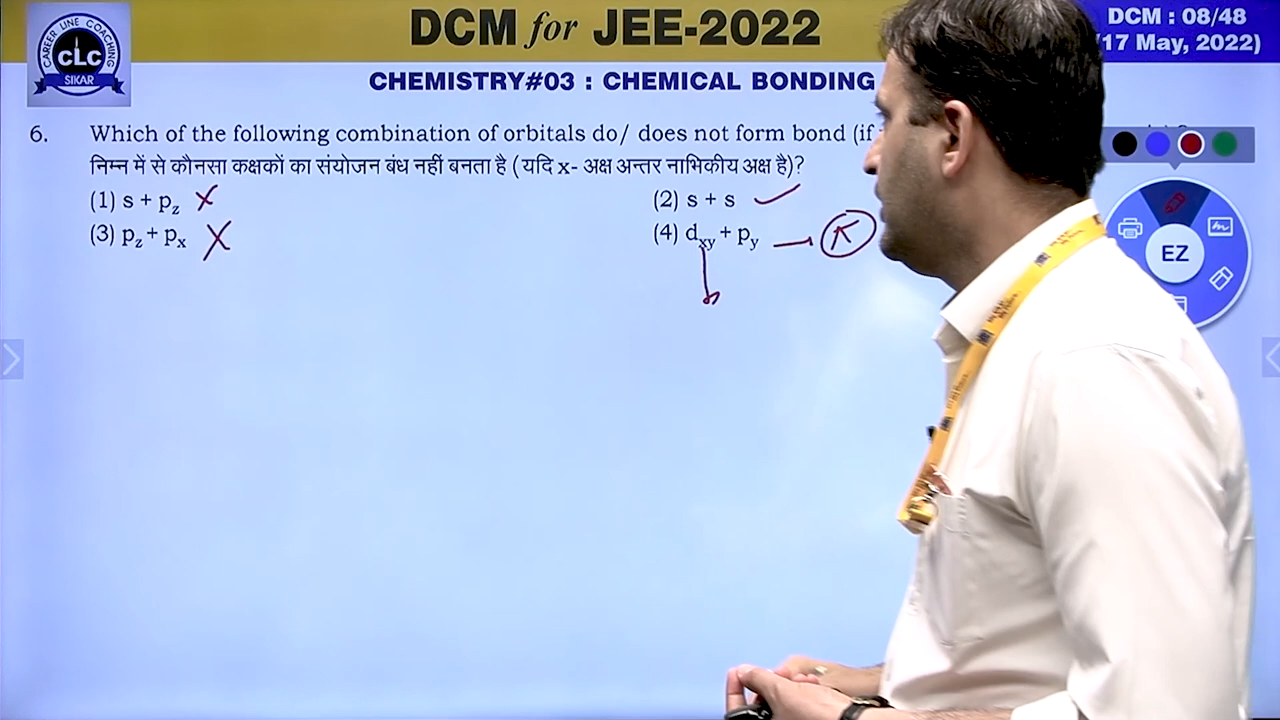 DCM for JEE-2022
DCM : 08/48
17 May, 2022)
CAREER LINE COACHING
CLC
SIKAR
CHEMISTRY#03 : CHEMICAL BONDING
6. Which of the following combination of orbitals do/ does not form bond (if
निम्न में से कौनसा कक्षकों का संयोजन बंध नहीं बनता है (यदि x- अक्ष अन्तर नाभिकीय अक्ष है)?
(1) s + pz ✗ (2) s + s ✓
(3) pz + px ✗ (4) dxy + py → π
EZ